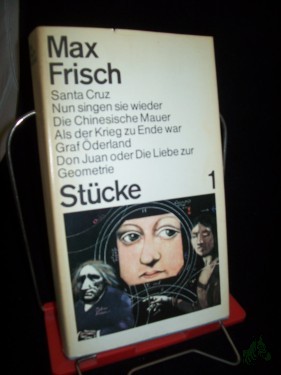 Max
Frisch
Santa Cruz
Nun singen sie wieder
Die Chinesische Mauer
Als der Krieg zu Ende war
Graf Öderland
Don Juan oder Die Liebe zur
Geometrie
Stücke 1